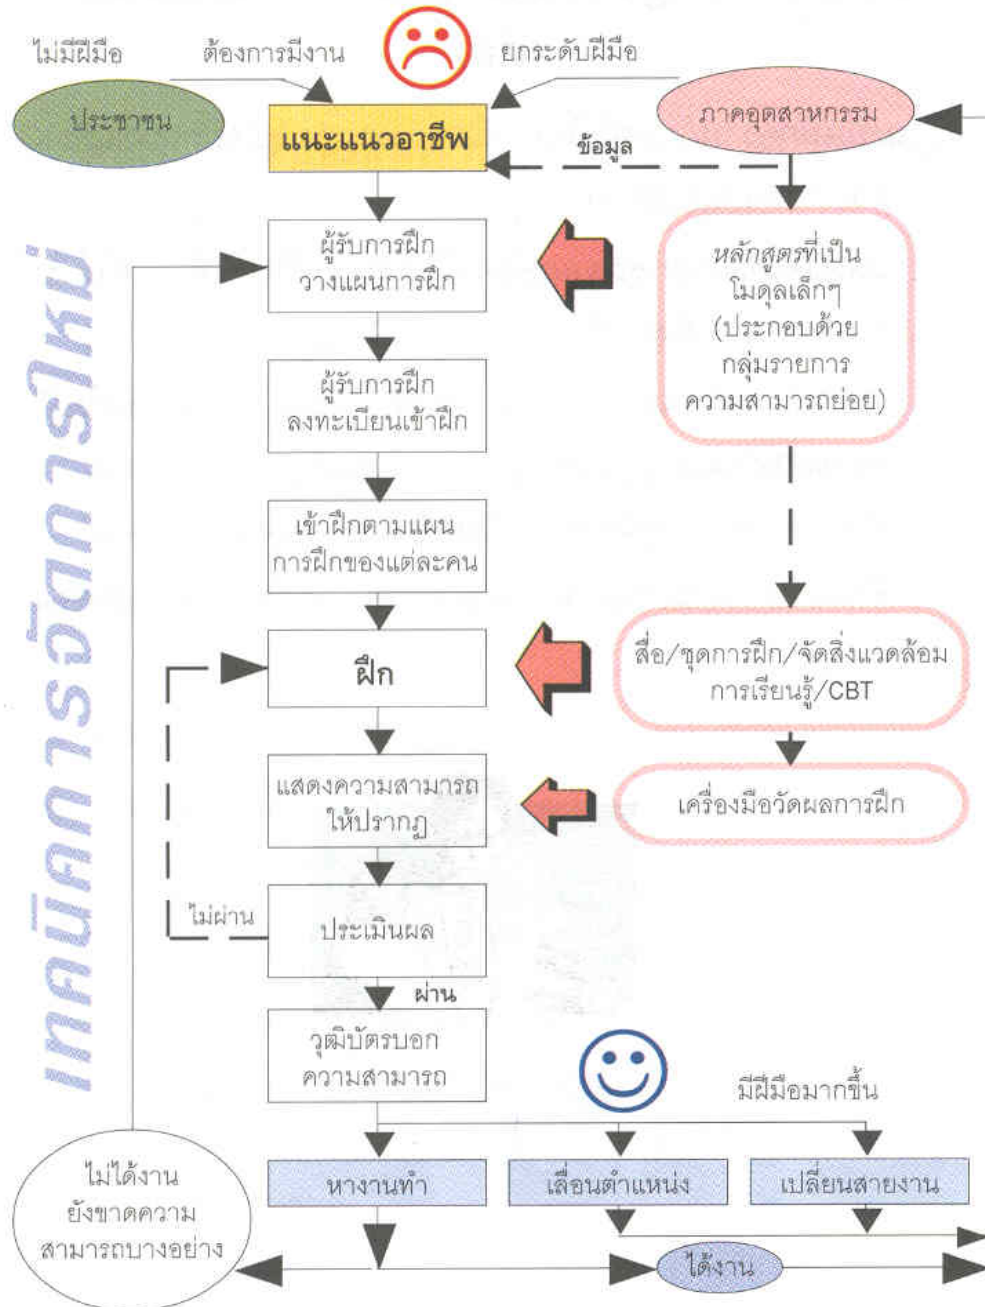 ไม่มีฝีมือ
ต้องการมีงาน
ยกระดับฝีมือ
ประชาชน
แนะแนวอาชีพ
ภาคอุตสาหกรรม
ข้อมูล
ผู้รับการฝึก
วางแผนการฝึก
หลักสูตรที่เป็น
โมดุลเล็กๆ
(ประกอบด้วย
กลุ่มรายการ
ความสามารถย่อย)
ผู้รับการฝึก
ลงทะเบียนเข้าฝึก
เข้าฝึกตามแผน
การฝึกของแต่ละคน
ฝึก
สื่อ/ชุดการฝึก/จัดสิ่งแวดล้อม
การเรียนรู้/CBT
แสดงความสามารถ
ให้ปรากฏ
เครื่องมือวัดผลการฝึก
ไม่ผ่าน
ประเมินผล
ผ่าน
วุฒิบัตรบอก
ความสามารถ
มีฝีมือมากขึ้น
หางานทำ
เลื่อนตำแหน่ง
เปลี่ยนสายงาน
ไม่ได้งาน
ยังขาดความ
สามารถบางอย่าง
ได้งาน
เทคนิคการจัดการใหม่